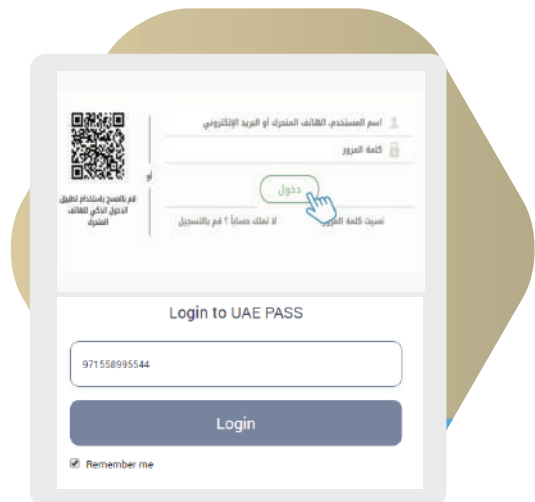 اسم المستخدم، الهاتف المتحرك أو البريد الإلكتروني
كلمة المرور
أو
دخول
نسيت كلمة المرور
لا تملك حساباً ؟ قم بالتسجيل
قم بالمسح باستخدام تطبيق
الدخول الذكي للهاتف
المتحرك
Login to UAE PASS
971558995544
Login
Remember me